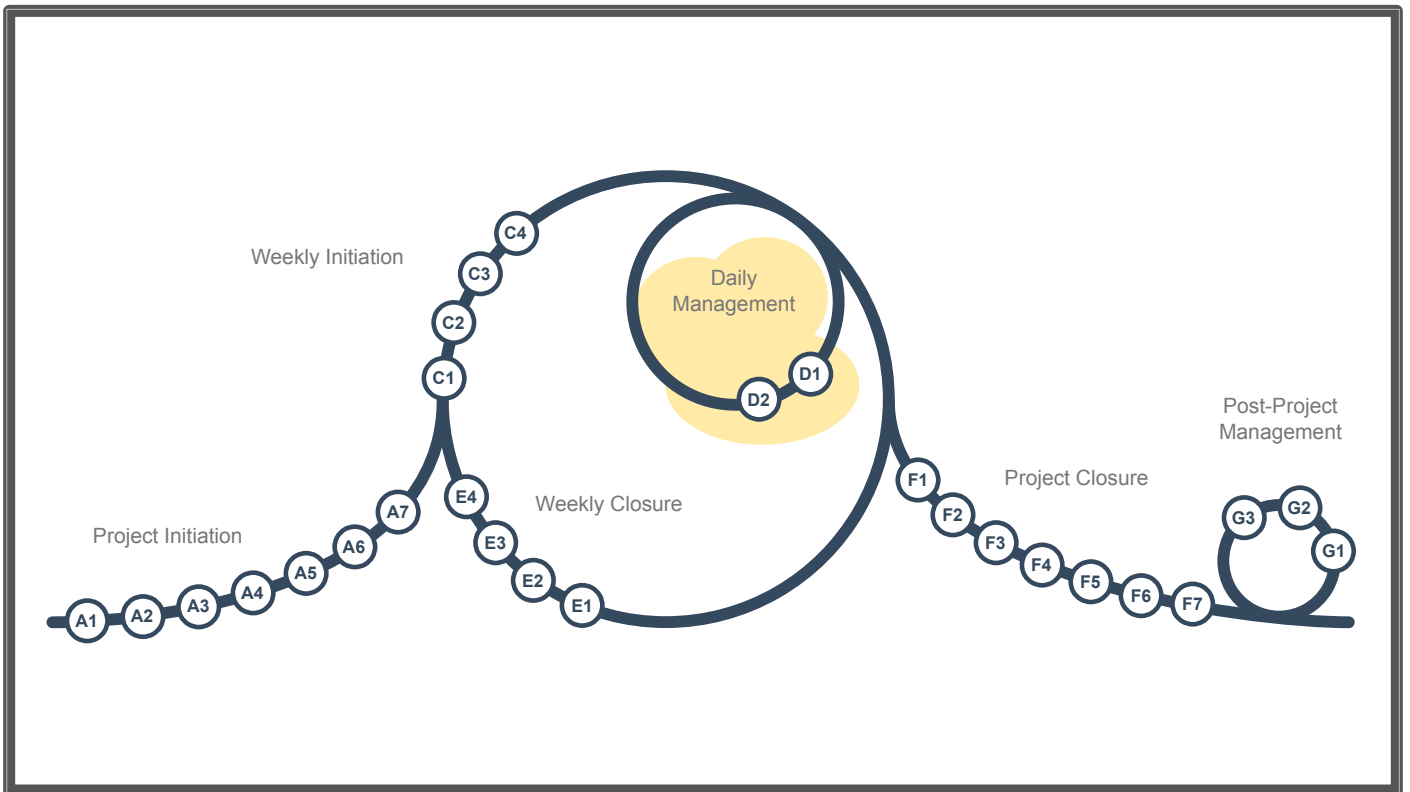 Project Initiation
A1
A2
A3
A4
A5
A6
A7
Weekly Initiation
C1
C2
C3
C4
Daily
Management
D1
D2
Weekly Closure
E1
E2
E3
E4
Project Closure
F1
F2
F3
F4
F5
F6
F7
Post-Project
Management
G1
G2
G3